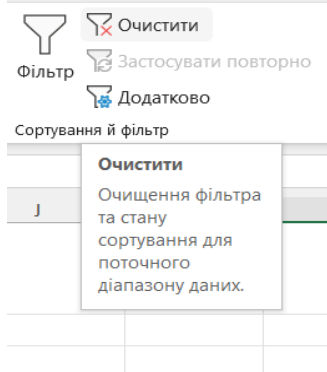 Очистити
Застосувати повторно
Фільтр
Додатково
Сортування й фільтр
Очистити
Очищення фільтра
та стану
сортування для
поточного
діапазону даних.
J